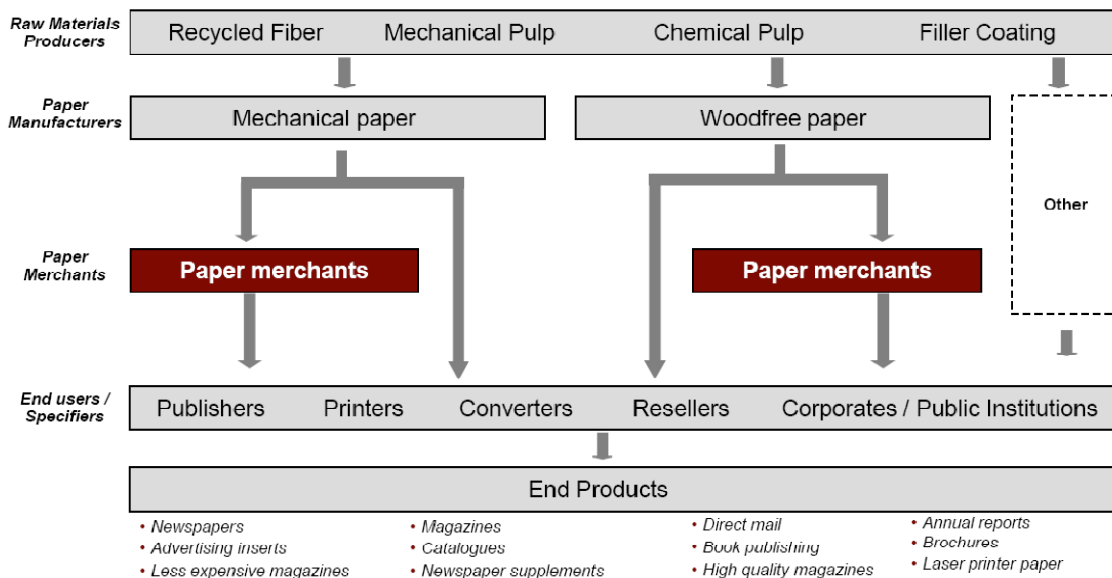 Raw Materials
Producers
Recycled Fiber Mechanical Pulp Chemical Pulp Filler Coating
Paper
Manufacturers
Mechanical paper Woodfree paper
Other
Paper
Merchants
Paper merchants Paper merchants
End users /
Specifiers
Publishers Printers Converters Resellers Corporates / Public Institutions
End Products
• Newspapers
• Advertising inserts
• Less expensive magazines
• Magazines
• Catalogues
• Newspaper supplements
• Direct mail
• Book publishing
• High quality magazines
• Annual reports
• Brochures
• Laser printer paper